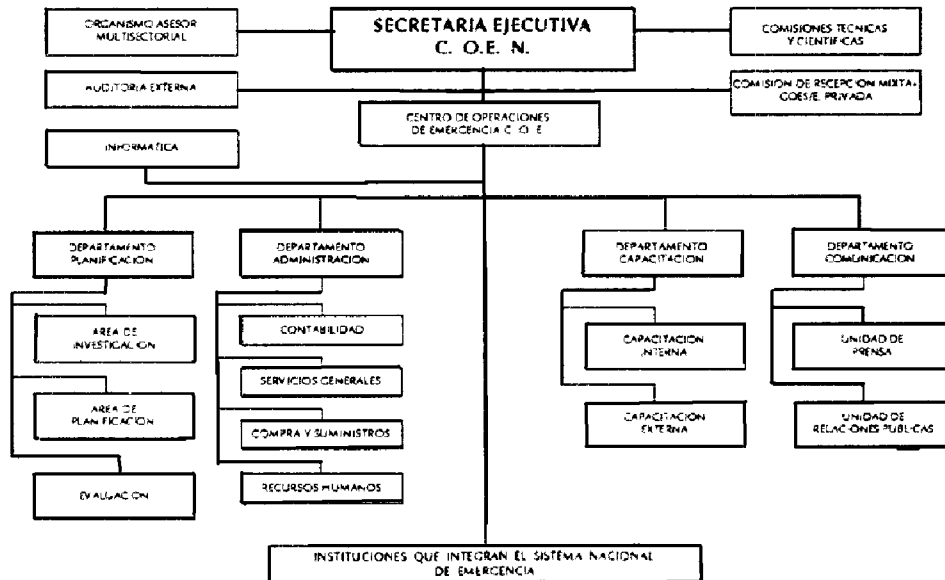 ORGANISMO ASESOR
MULTISECTORIAL
SECRETARIA EJECUTIVA
C. O.E. N.
COMISIONES TECNICAS
Y CIENTIFICAS
AUDITORIA EXTERNA
COMISION DE RECEPCION MIXTA-
GOES/E. PRIVADA
CENTRO DE OPERACIONES
DE EMERGENCIA C. O. E.
INFORMATICA
DEPARTAMENTO
PLANIFICACION
DEPARTAMENTO
ADMINISTRACION
DEPARTAMENTO
CAPACITACION
DEPARTAMENTO
COMUNICACION
AREA DE
INVESTIGACION
CONTABILIDAD
CAPACITACION
INTERNA
UNIDAD DE
PRENSA
SERVICIOS GENERALES
AREA DE
PLANIFICACION
COMPRA Y SUMINISTROS
CAPACITACION
EXTERNA
UNIDAD DE
RELACIONES PUBLICAS
EVALUACION
RECURSOS HUMANOS
INSTITUCIONES QUE INTEGRAN EL SISTEMA NACIONAL
DE EMERGENCIA